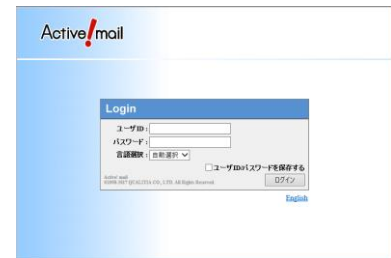 Active!mail
Login
ユーザID :
パスワード :
言語選択 : 自動選択
ユーザIDとパスワードを保存する
Active! mail
ログイン
English